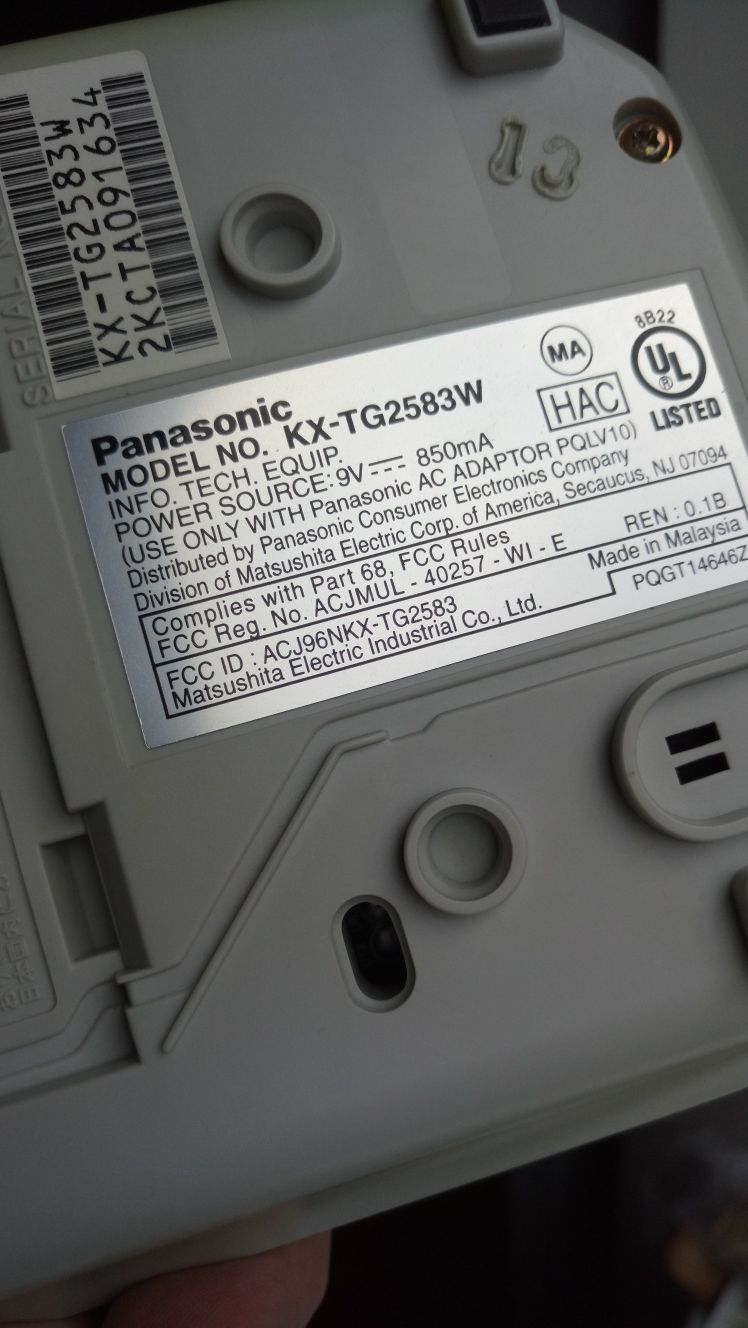 SERIAL NO.
KX-TG2583W
2KCTA091634
13
Panasonic
MODEL NO. KX-TG2583W
INFO. TECH. EQUIP.
POWER SOURCE: 9V 850mA
(USE ONLY WITH Panasonic AC ADAPTOR PQLV10)
Distributed by Panasonic Consumer Electronics Company
Division of Matsushita Electric Corp. of America, Secaucus, NJ 07094
MA
HAC
8B22
UL
®
LISTED
Complies with Part 68, FCC Rules
FCC Reg. No. ACJMUL - 40257 - WI - E REN : 0.1B
FCC ID : ACJ96NKX-TG2583 Made in Malaysia
Matsushita Electric Industrial Co., Ltd. PQGT14646Z